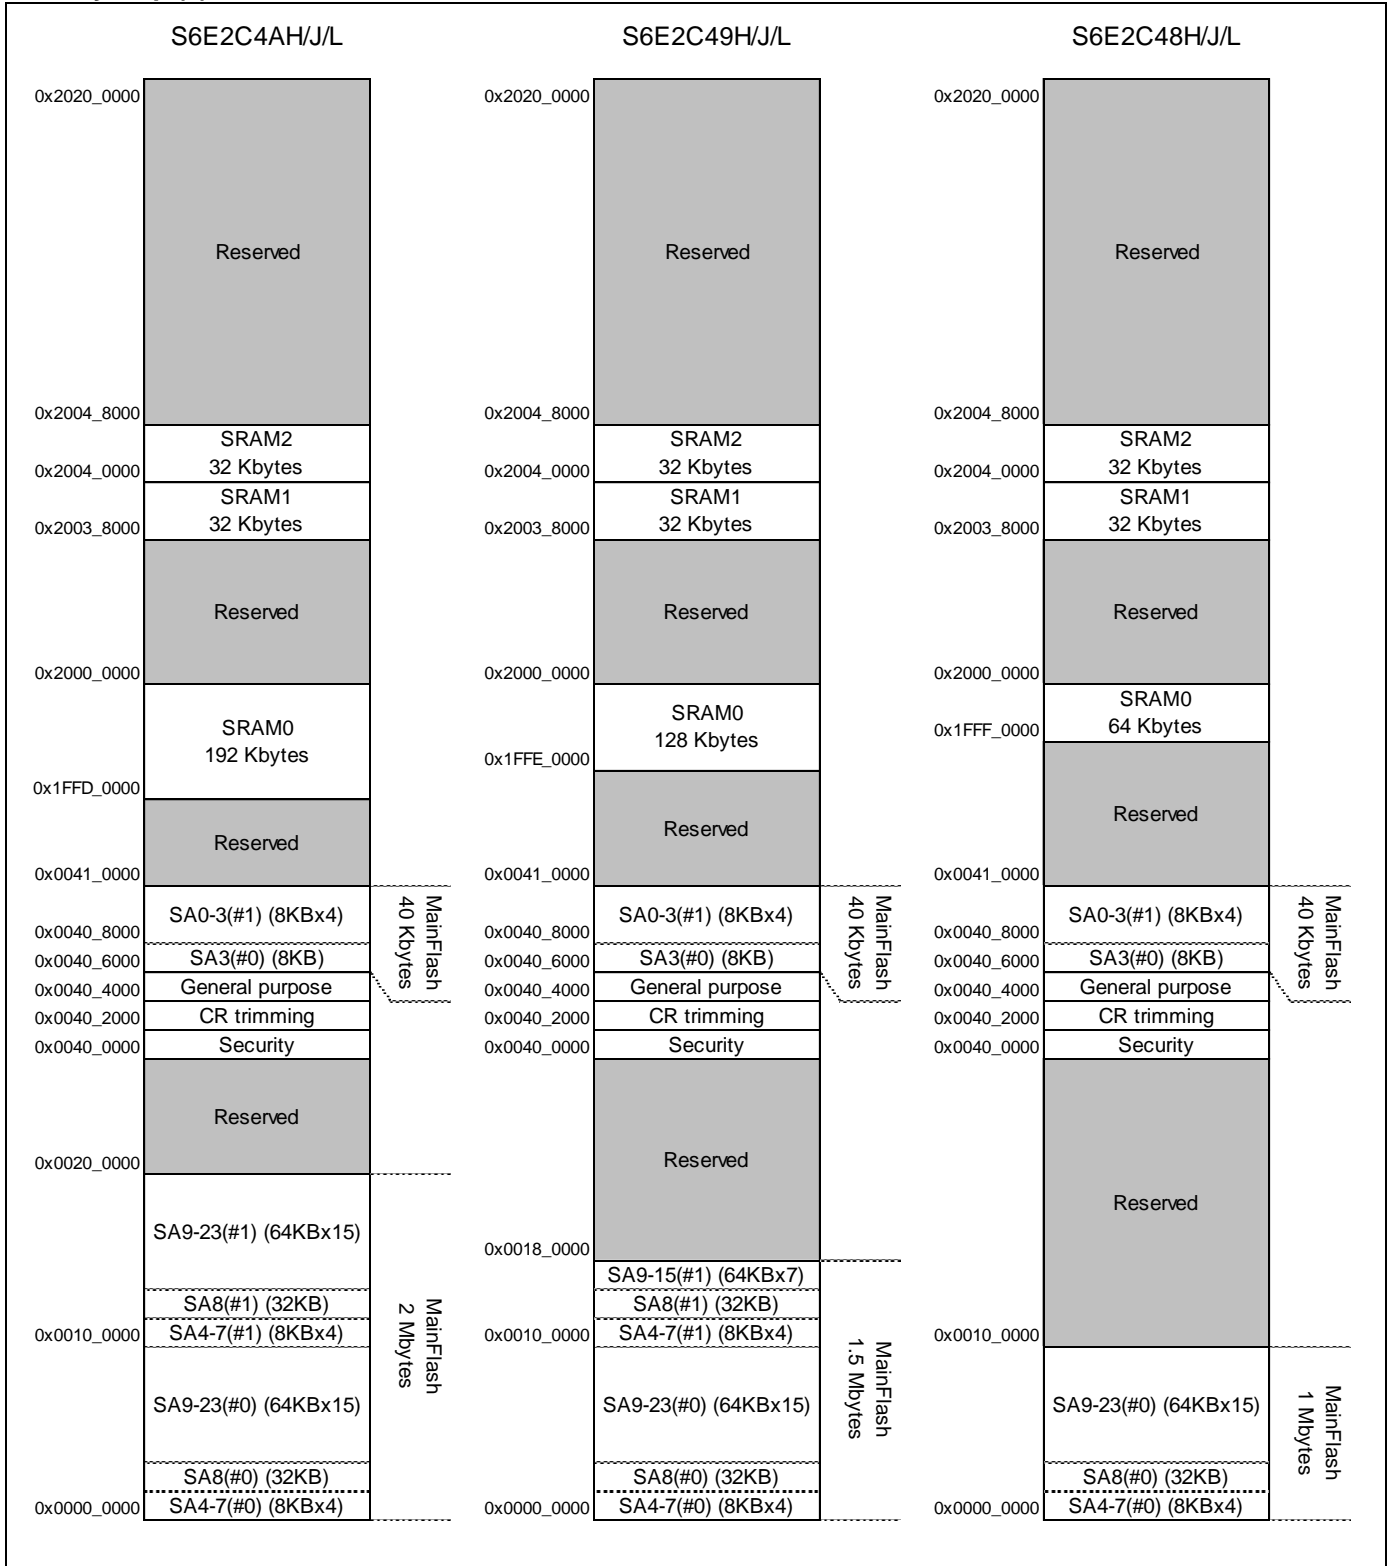 S6E2C4AH/J/L
0x2020_0000
Reserved
0x2004_8000
SRAM2
32 Kbytes
0x2004_0000
SRAM1
32 Kbytes
0x2003_8000
Reserved
0x2000_0000
SRAM0
192 Kbytes
0x1FFD_0000
Reserved
0x0041_0000
SA0-3(#1) (8KBx4)
0x0040_8000
SA3(#0) (8KB)
0x0040_6000
General purpose
0x0040_4000
CR trimming
0x0040_2000
Security
0x0040_0000
MainFlash
40 Kbytes
Reserved
0x0020_0000
SA9-23(#1) (64KBx15)
SA8(#1) (32KB)
SA4-7(#1) (8KBx4)
0x0010_0000
SA9-23(#0) (64KBx15)
SA8(#0) (32KB)
SA4-7(#0) (8KBx4)
0x0000_0000
MainFlash
2 Mbytes
S6E2C49H/J/L
0x2020_0000
Reserved
0x2004_8000
SRAM2
32 Kbytes
0x2004_0000
SRAM1
32 Kbytes
0x2003_8000
Reserved
0x2000_0000
SRAM0
128 Kbytes
0x1FFE_0000
Reserved
0x0041_0000
SA0-3(#1) (8KBx4)
0x0040_8000
SA3(#0) (8KB)
0x0040_6000
General purpose
0x0040_4000
CR trimming
0x0040_2000
Security
0x0040_0000
MainFlash
40 Kbytes
Reserved
0x0018_0000
SA9-15(#1) (64KBx7)
SA8(#1) (32KB)
SA4-7(#1) (8KBx4)
0x0010_0000
SA9-23(#0) (64KBx15)
SA8(#0) (32KB)
SA4-7(#0) (8KBx4)
0x0000_0000
MainFlash
1.5 Mbytes
S6E2C48H/J/L
0x2020_0000
Reserved
0x2004_8000
SRAM2
32 Kbytes
0x2004_0000
SRAM1
32 Kbytes
0x2003_8000
Reserved
0x2000_0000
SRAM0
64 Kbytes
0x1FFF_0000
Reserved
0x0041_0000
SA0-3(#1) (8KBx4)
0x0040_8000
SA3(#0) (8KB)
0x0040_6000
General purpose
0x0040_4000
CR trimming
0x0040_2000
Security
0x0040_0000
MainFlash
40 Kbytes
Reserved
0x0010_0000
SA9-23(#0) (64KBx15)
SA8(#0) (32KB)
SA4-7(#0) (8KBx4)
0x0000_0000
MainFlash
1 Mbytes